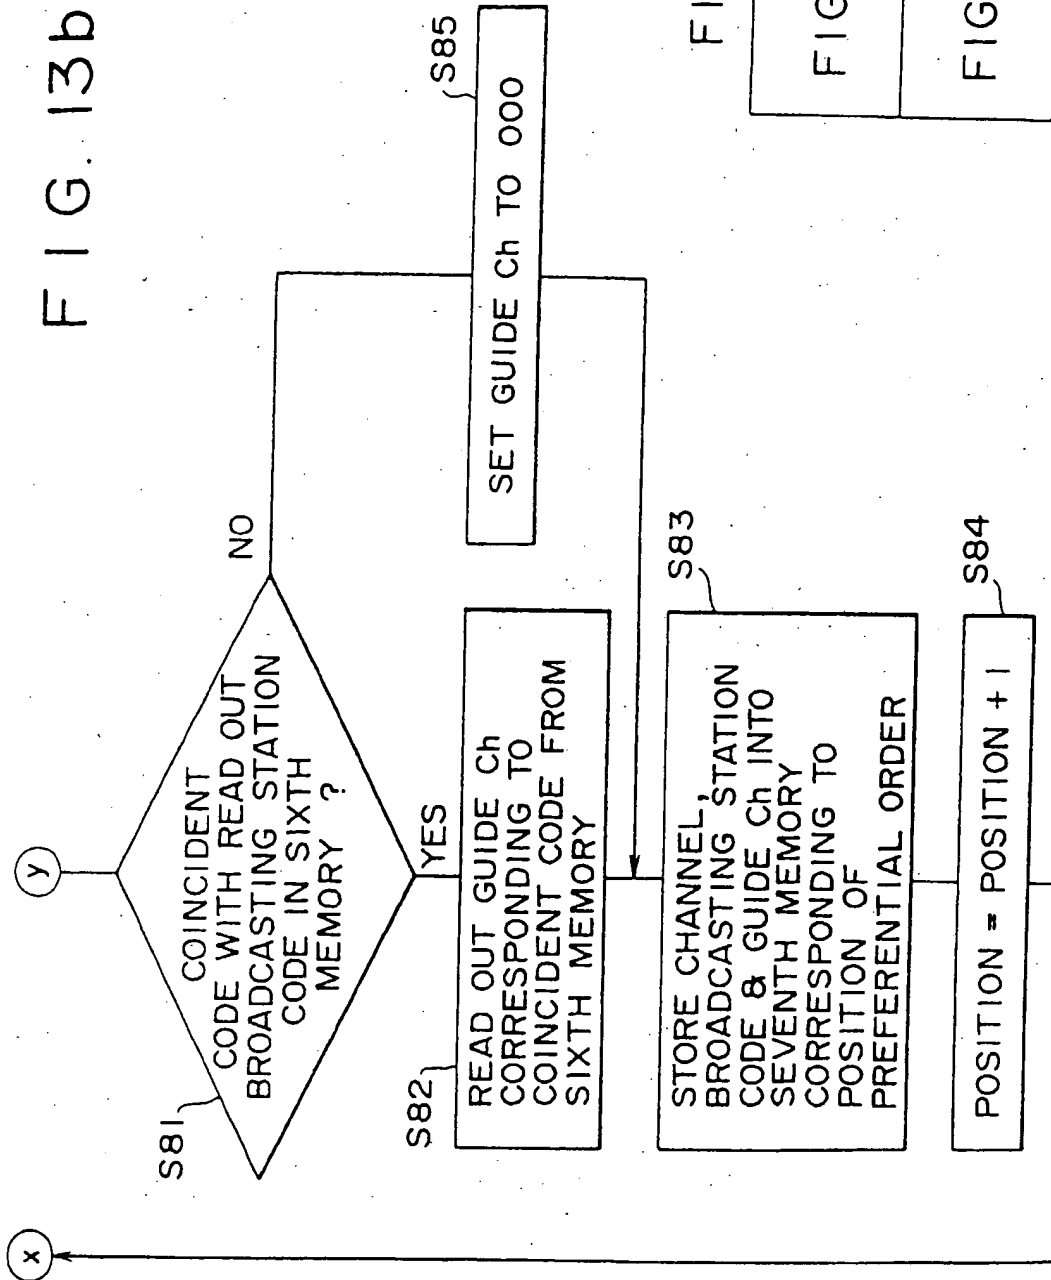 FIG. 13b
y
COINCIDENT
CODE WITH READ OUT
BROADCASTING STATION
CODE IN SIXTH
MEMORY ?
S81
NO
YES
S82
READ OUT GUIDE Ch
CORRESPONDING TO
COINCIDENT CODE FROM
SIXTH MEMORY
S85
SET GUIDE Ch TO 000
S83
STORE CHANNEL,
BROADCASTING STATION
CODE & GUIDE Ch INTO
SEVENTH MEMORY
CORRESPONDING TO
POSITION OF
PREFERENTIAL ORDER
S84
POSITION = POSITION + 1
x
FI
FIG
FIG